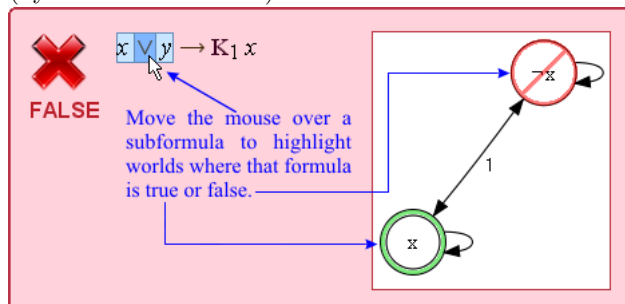 x ∨ y → K₁ x
FALSE
Move the mouse over a
subformula to highlight
worlds where that formula
is true or false.
¬x
1
x